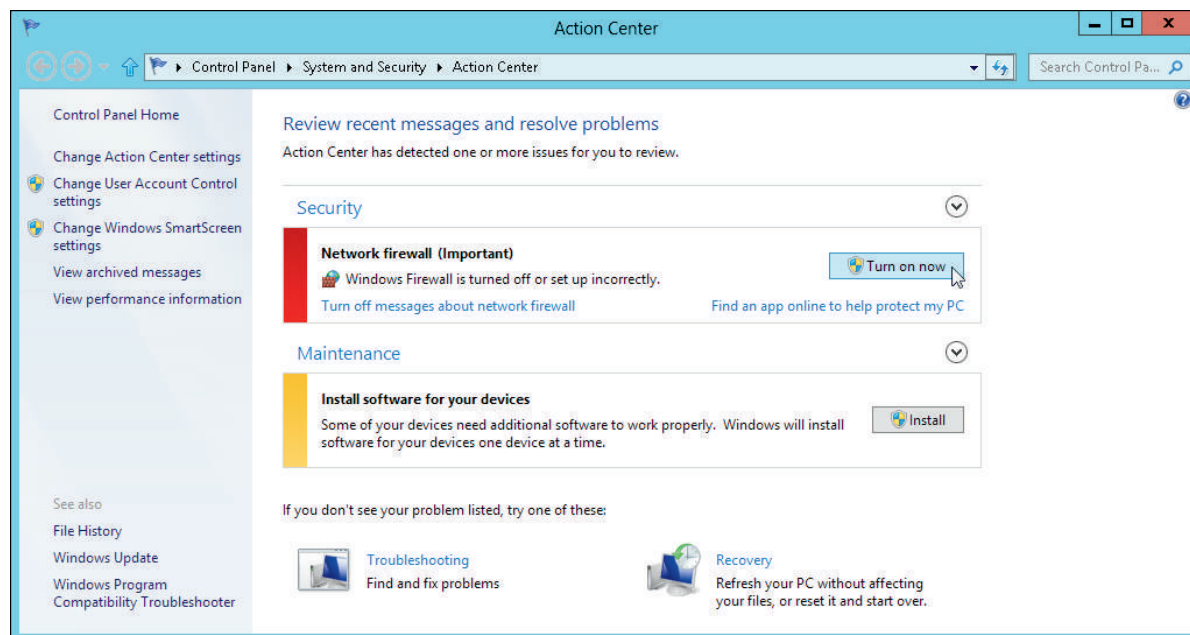 Action Center
Control Panel System and Security Action Center
Search Control Pa...
Control Panel Home
Change Action Center settings
Change User Account Control
settings
Change Windows SmartScreen
settings
View archived messages
View performance information
See also
File History
Windows Update
Windows Program
Compatibility Troubleshooter
Review recent messages and resolve problems
Action Center has detected one or more issues for you to review.
Security
Network firewall (Important)
Windows Firewall is turned off or set up incorrectly.
Turn on now
Turn off messages about network firewall
Find an app online to help protect my PC
Maintenance
Install software for your devices
Some of your devices need additional software to work properly. Windows will install
software for your devices one device at a time.
Install
If you don't see your problem listed, try one of these:
Troubleshooting
Find and fix problems
Recovery
Refresh your PC without affecting
your files, or reset it and start over.